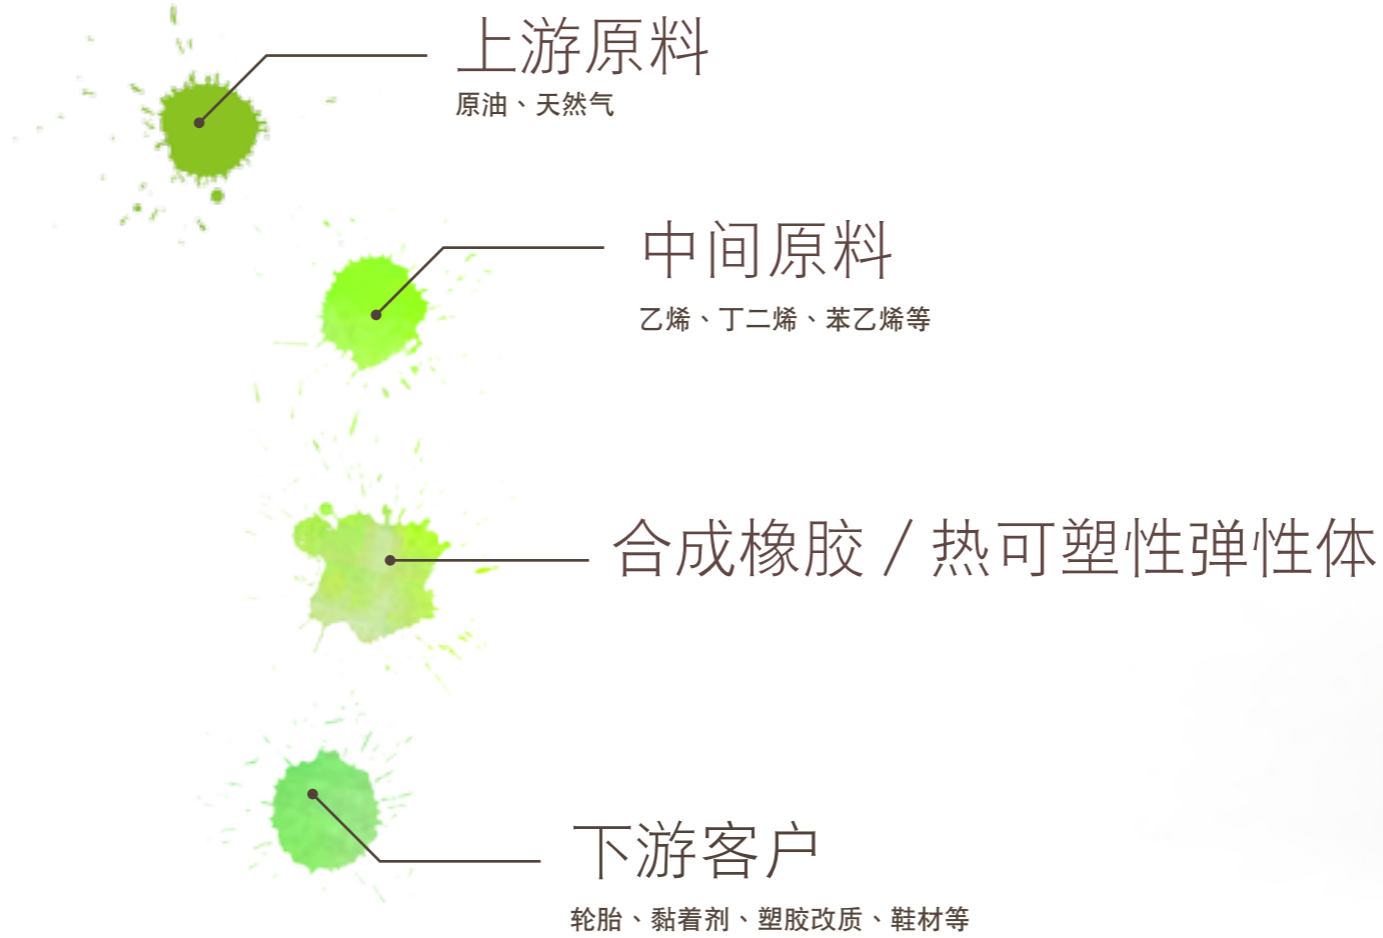 上游原料
原油、天然气
中间原料
乙烯、丁二烯、苯乙烯等
合成橡胶 / 热可塑性弹性体
下游客户
轮胎、黏着剂、塑胶改质、鞋材等